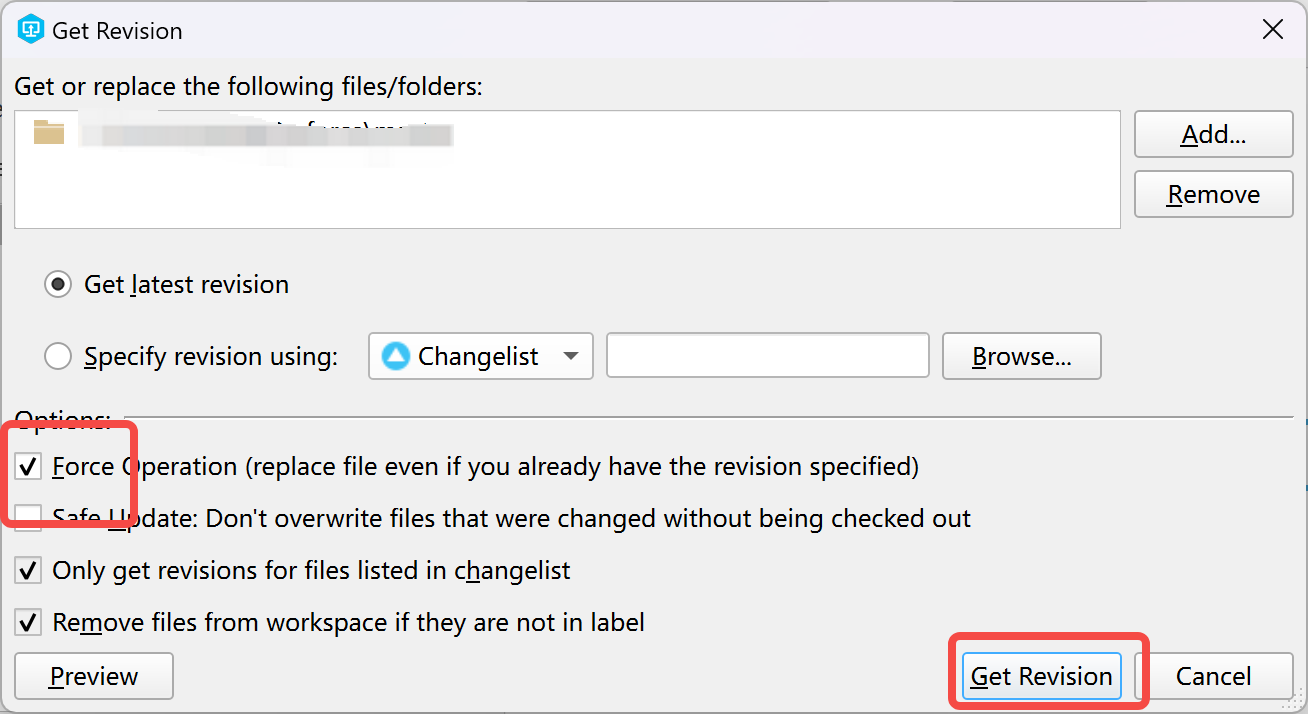 Get Revision
Get or replace the following files/folders:
Add...
Remove
Get latest revision
Specify revision using:
Changelist
Browse...
Options:
Force Operation (replace file even if you already have the revision specified)
Safe Update: Don't overwrite files that were changed without being checked out
Only get revisions for files listed in changelist
Remove files from workspace if they are not in label
Preview
Get Revision
Cancel